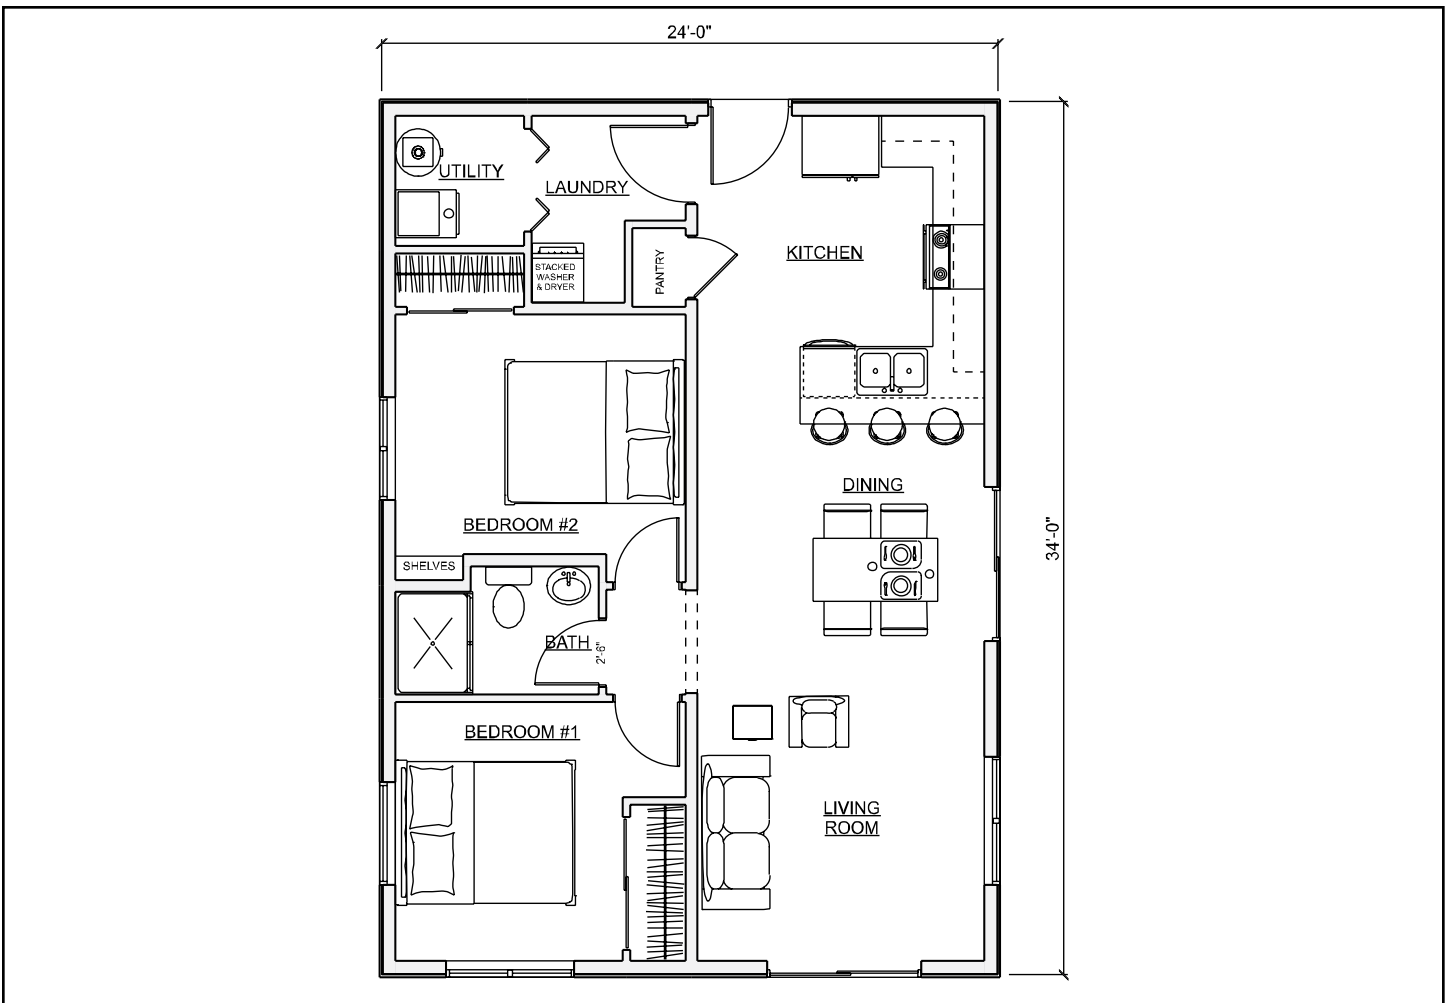 24'-0"
UTILITY
LAUNDRY
KITCHEN
PANTRY
STACKED
WASHER
& DRYER
DINING
BEDROOM #2
34'-0"
SHELVES
BATH
2'-6"
BEDROOM #1
LIVING
ROOM